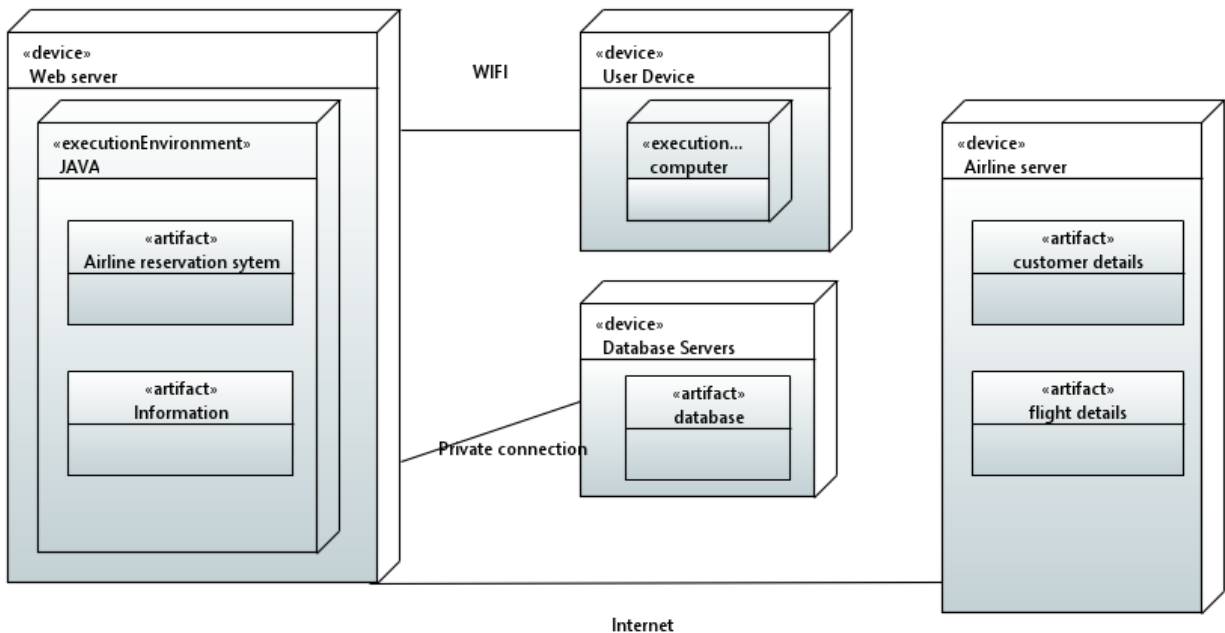 «device»
Web server
«executionEnvironment»
JAVA
«artifact»
Airline reservation sytem
«artifact»
Information
WIFI
«device»
User Device
«execution...
computer
«device»
Database Servers
«artifact»
database
Private connection
«device»
Airline server
«artifact»
customer details
«artifact»
flight details
Internet